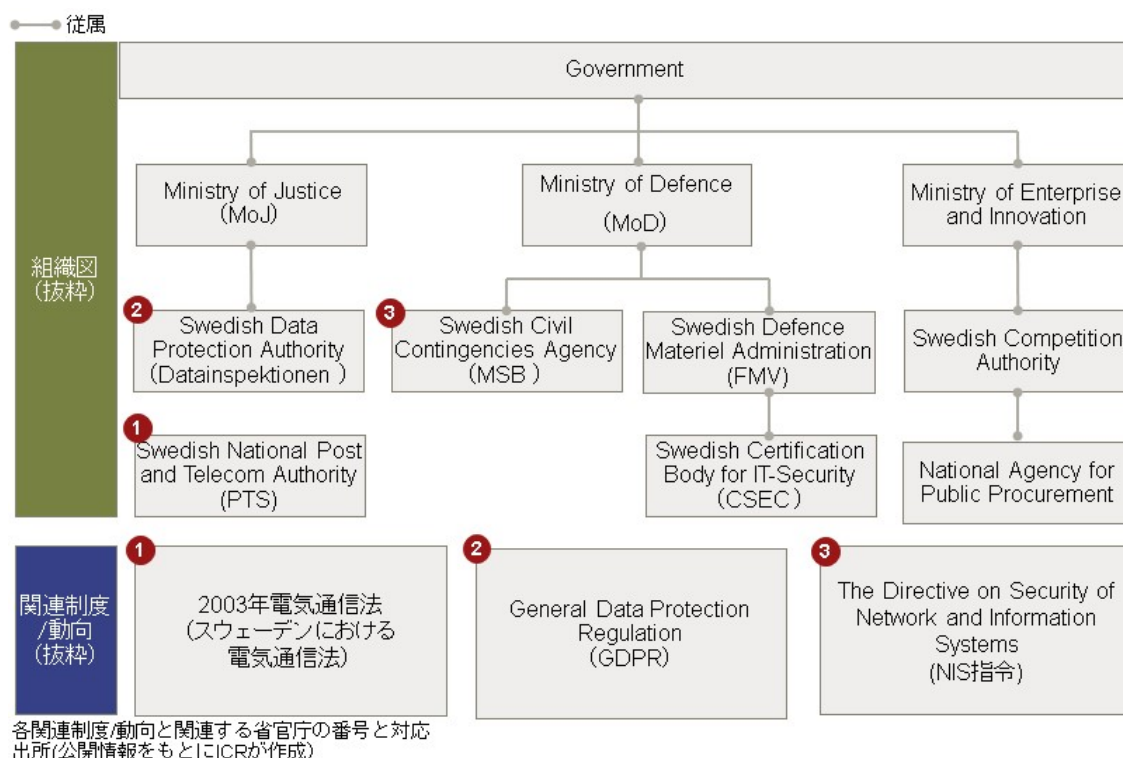 従属
Government
組織図
(抜粋)
Ministry of Justice
(MoJ)
Ministry of Defence
(MoD)
Ministry of Enterprise
and Innovation
2
Swedish Data
Protection Authority
(Datainspektionen )
3
Swedish Civil
Contingencies Agency
(MSB )
Swedish Defence
Materiel Administration
(FMV)
Swedish Competition
Authority
1
Swedish National Post
and Telecom Authority
(PTS)
Swedish Certification
Body for IT-Security
(CSEC)
National Agency for
Public Procurement
関連制度
/動向
(抜粋)
1
2003年電気通信法
(スウェーデンにおける
電気通信法)
2
General Data Protection
Regulation
(GDPR)
3
The Directive on Security of
Network and Information
Systems
(NIS指令)
各関連制度/動向と関連する省官庁の番号と対応
出所(公開情報をもとにICRが作成)